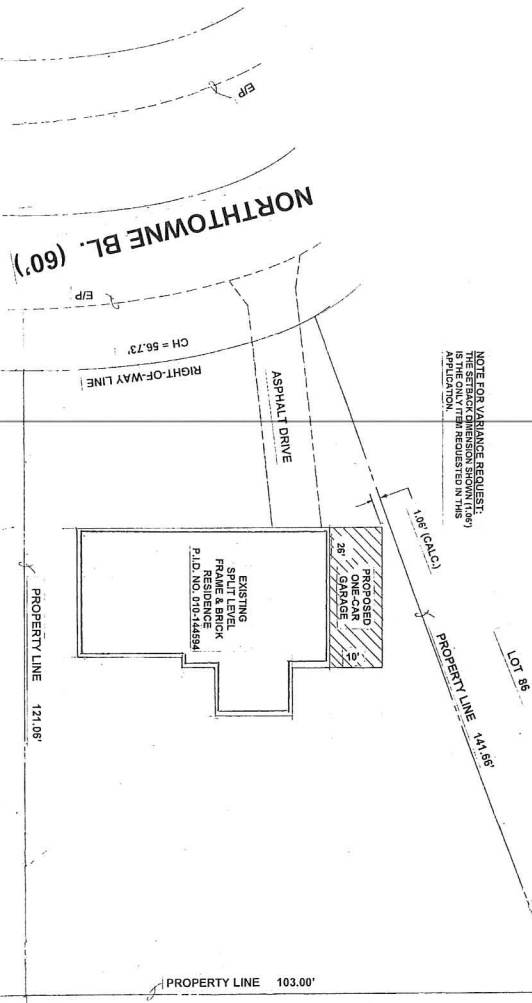 E/P
NORTHTOWNE BL. (60')
E/P
CH = 56.73'
RIGHT-OF-WAY LINE
ASPHALT DRIVE
NOTE FOR VARIANCE REQUEST:
THE SETBACK DIMENSION SHOWN (1.06')
IS THE ONLY ITEM REQUESTED IN THIS
APPLICATION.
1.06' (CALC.)
26'
PROPOSED
ONE-CAR
GARAGE
10'
EXISTING
SPLIT LEVEL
FRAME & BRICK
RESIDENCE
P.I.D. NO. 010-144594
PROPERTY LINE 121.06'
PROPERTY LINE 141.66'
LOT 86
PROPERTY LINE 103.00'